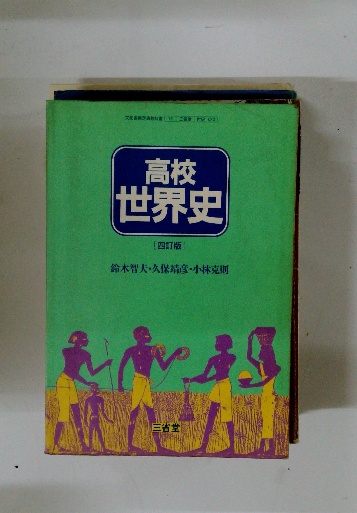 高校
世界史
[四訂版]
鈴木智夫・久保靖彦・小林克則
三省堂